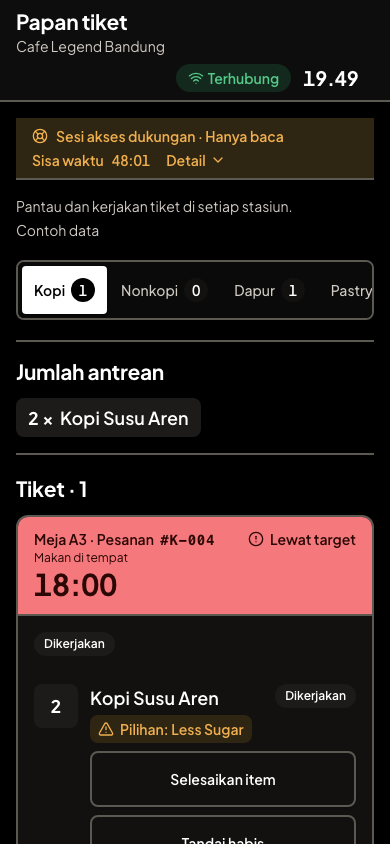 Papan tiket
Cafe Legend Bandung
Terhubung 19.49
Sesi akses dukungan · Hanya baca
Sisa waktu 48:01 Detail
Pantau dan kerjakan tiket di setiap stasiun.
Contoh data
Kopi 1 Nonkopi 0 Dapur 1 Pastry
Jumlah antrean
2 × Kopi Susu Aren
Tiket · 1
Meja A3 · Pesanan #K-004 Lewat target
Makan di tempat
18:00
Dikerjakan
2 Kopi Susu Aren Dikerjakan
Pilihan: Less Sugar
Selesaikan item
Tandai habis